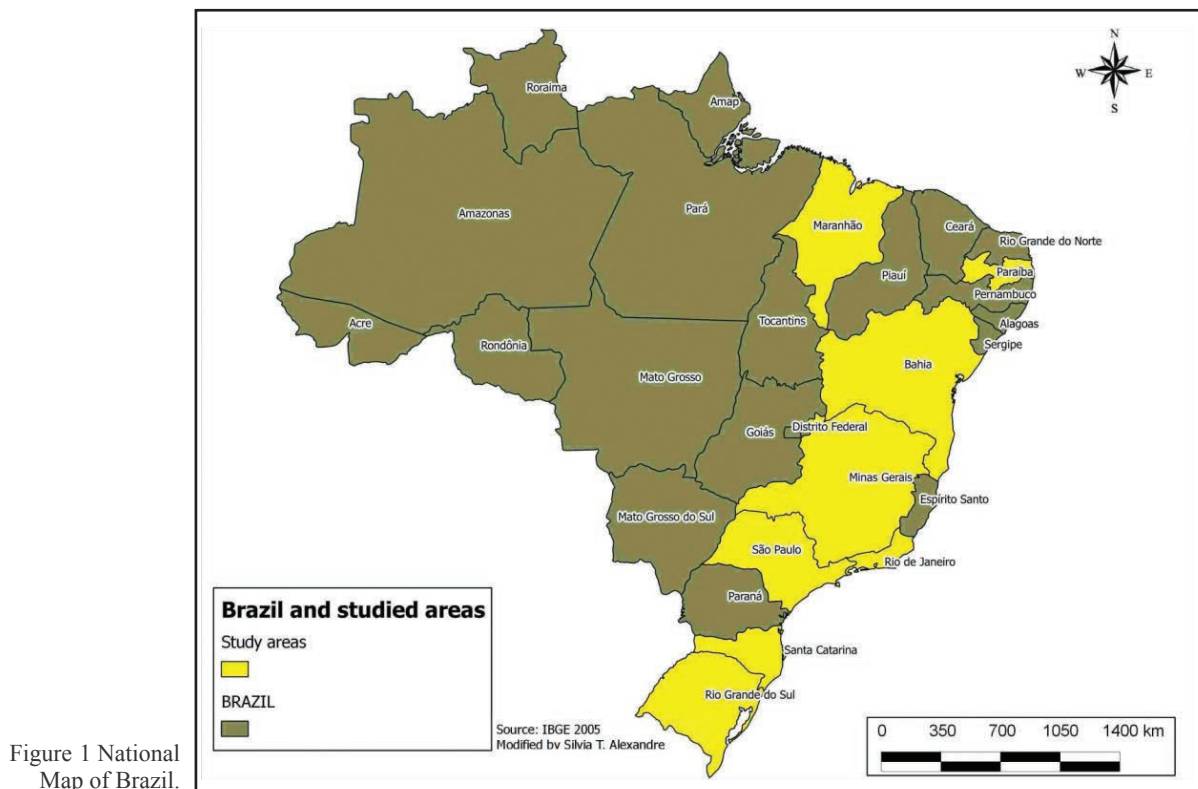 N
W E
S
Roraima
Amap
Amazonas
Pará
Maranhão
Ceará
Rio Grande do Norte
Piauí
Paraíba
Pernambuco
Acre
Rondônia
Tocantins
Alagoas
Sergipe
Mato Grosso
Bahia
Goiás
Distrito Federal
Minas Gerais
Espírito Santo
Mato Grosso do Sul
São Paulo
Rio de Janeiro
Paraná
Santa Catarina
Rio Grande do Sul
Brazil and studied areas
Study areas
BRAZIL
Source: IBGE 2005
Modified by Silvia T. Alexandre
0 350 700 1050 1400 km
Figure 1 National
Map of Brazil.